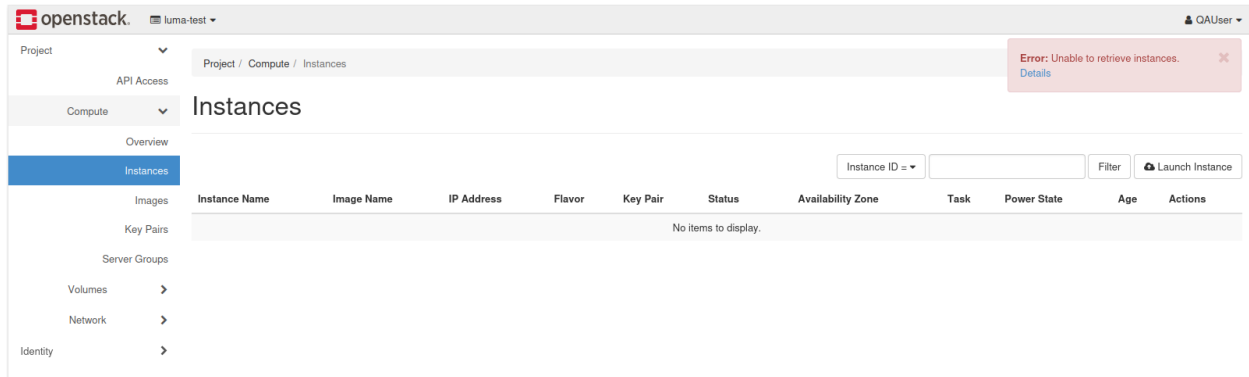 openstack. luma-test QAUser
Project
API Access
Compute
Overview
Instances
Images
Key Pairs
Server Groups
Volumes
Network
Identity
Project / Compute / Instances
Error: Unable to retrieve instances.
Details
Instances
Instance ID = Filter Launch Instance
Instance Name Image Name IP Address Flavor Key Pair Status Availability Zone Task Power State Age Actions
No items to display.